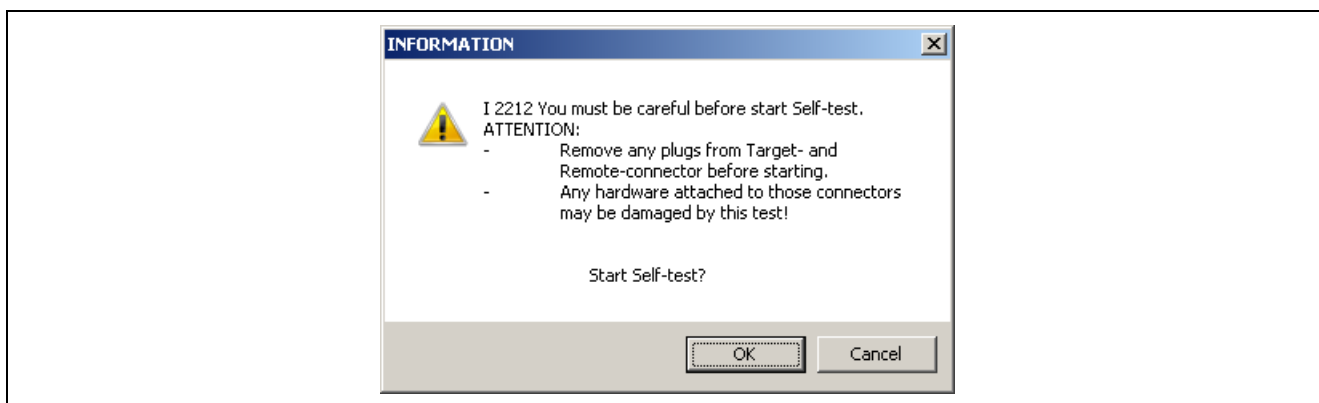 INFORMATION
I 2212 You must be careful before start Self-test.
ATTENTION:
- Remove any plugs from Target- and
Remote-connector before starting.
- Any hardware attached to those connectors
may be damaged by this test!
Start Self-test?
OK Cancel